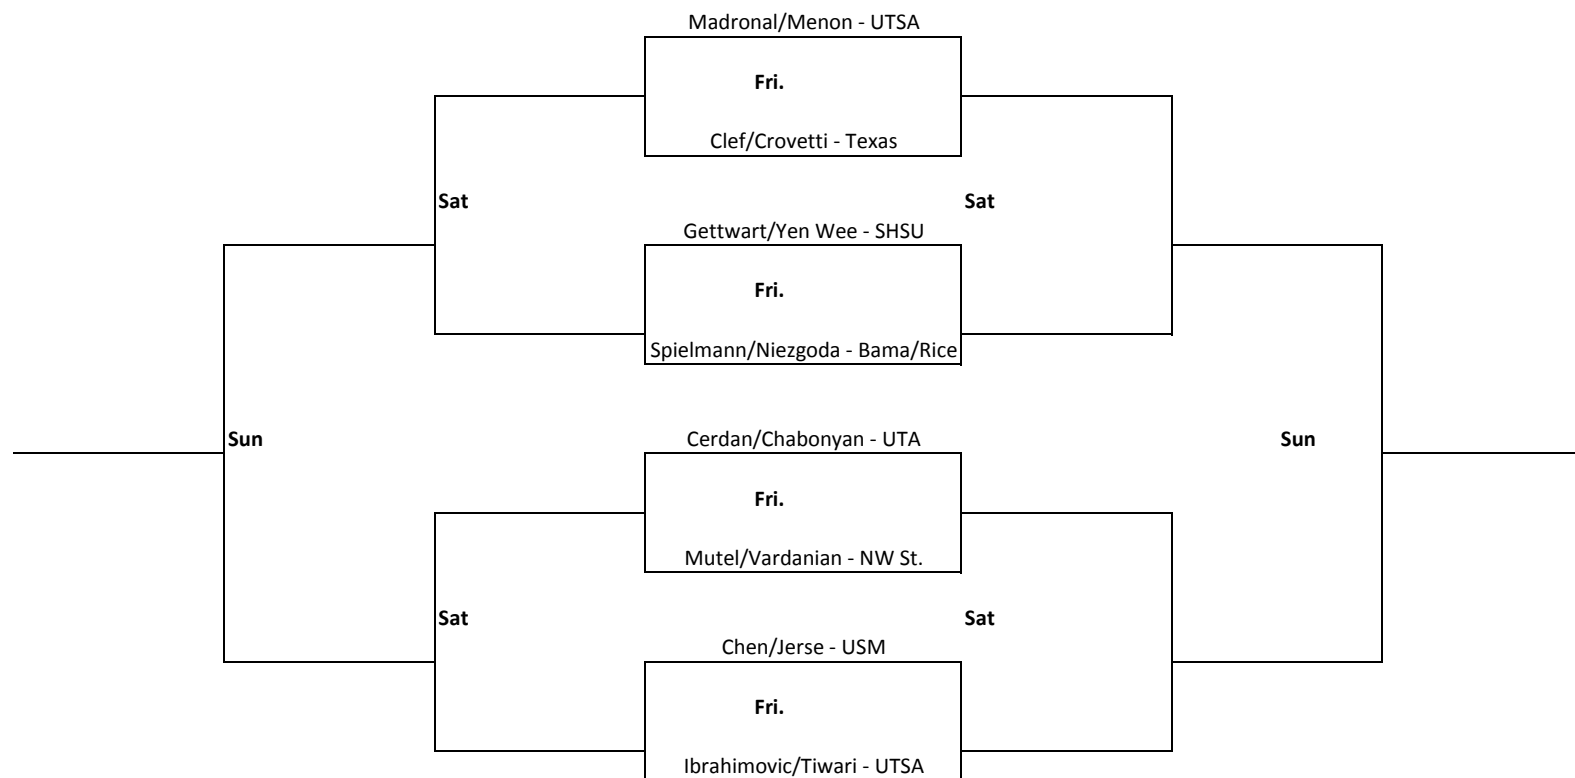 Madronal/Menon - UTSA
Fri.
Clef/Crovetti - Texas
Sat
Sat
Gettwart/Yen Wee - SHSU
Fri.
Spielmann/Niezgoda - Bama/Rice
Sun
Cerdan/Chabonyan - UTA
Sun
Fri.
Mutel/Vardanian - NW St.
Sat
Sat
Chen/Jerse - USM
Fri.
Ibrahimovic/Tiwari - UTSA